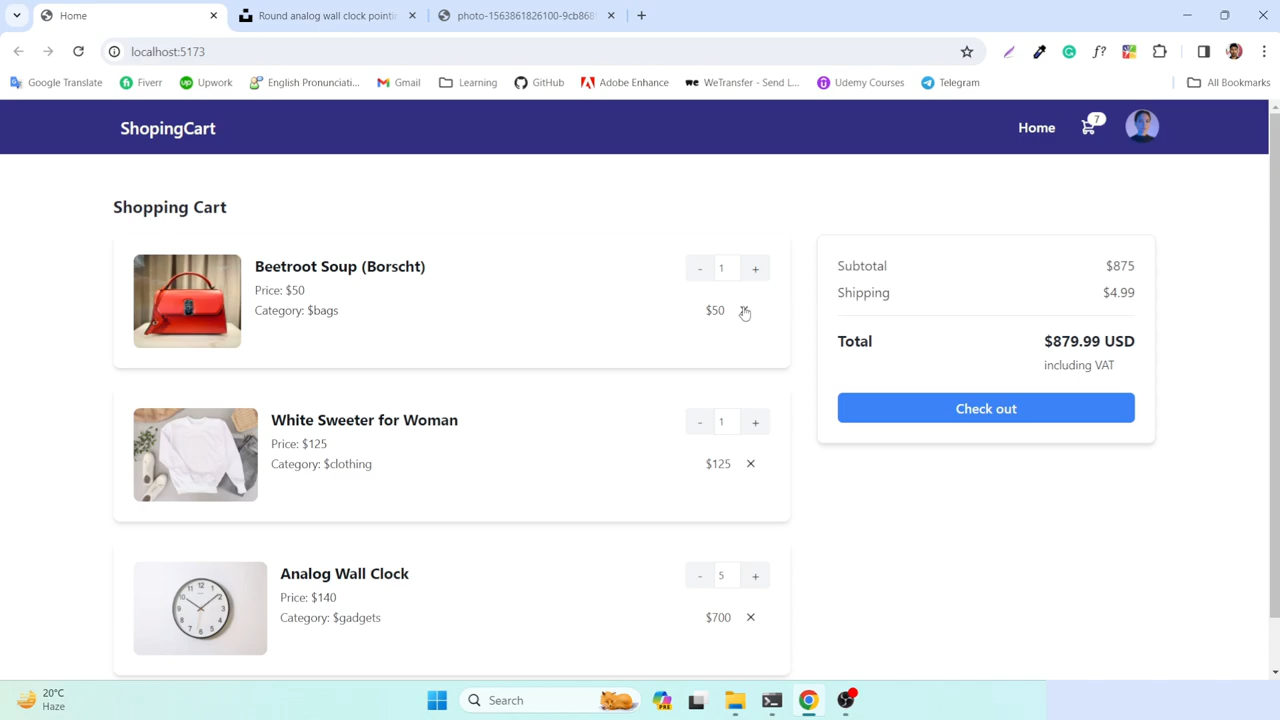 Home
Round analog wall clock pointi
photo-1563861826100-9cb868
localhost:5173
Google Translate
Fiverr
Upwork
English Pronunciati...
Gmail
Learning
GitHub
Adobe Enhance
WeTransfer - Send L...
Udemy Courses
Telegram
All Bookmarks
ShopingCart
Home
7
Shopping Cart
Beetroot Soup (Borscht)
- 1 +
Price: $50
Category: $bags
$50
White Sweeter for Woman
- 1 +
Price: $125
Category: $clothing
$125 ×
Analog Wall Clock
- 5 +
Price: $140
Category: $gadgets
$700 ×
Subtotal $875
Shipping $4.99
Total $879.99 USD
including VAT
Check out
20°C
Haze
Search